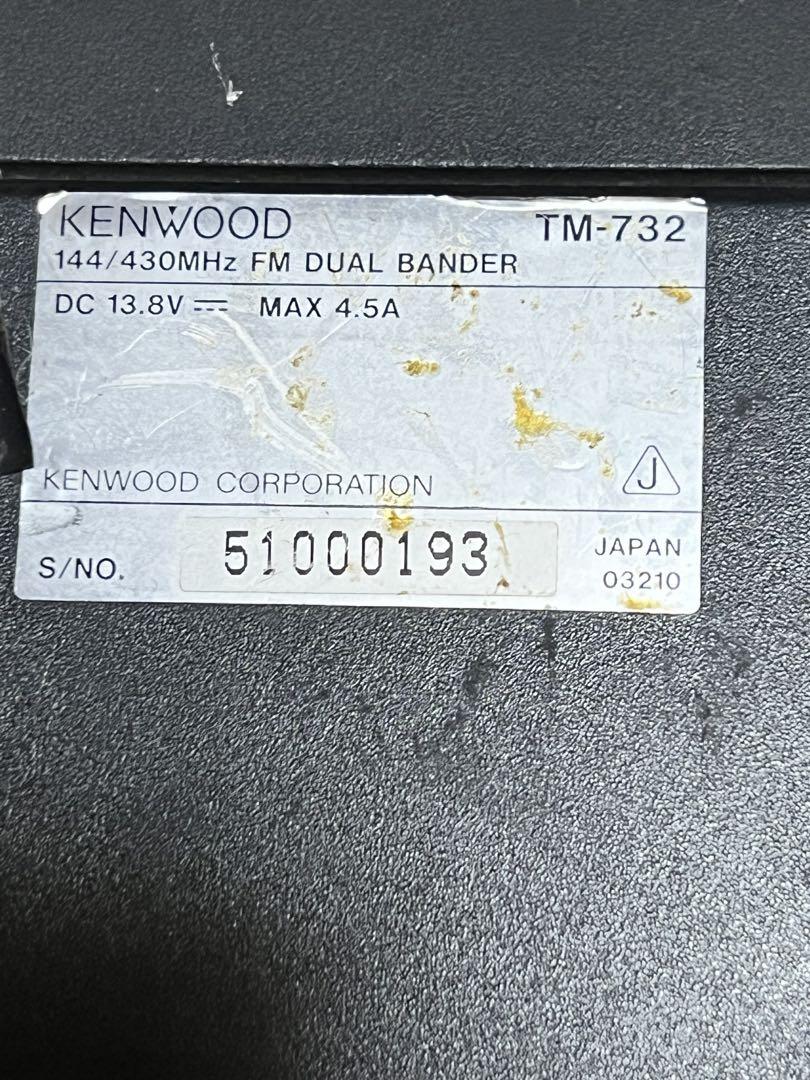 KENWOOD TM-732
144/430MHz FM DUAL BANDER
DC 13.8V MAX 4.5A
KENWOOD CORPORATION J
S/NO. 51000193 JAPAN
03210